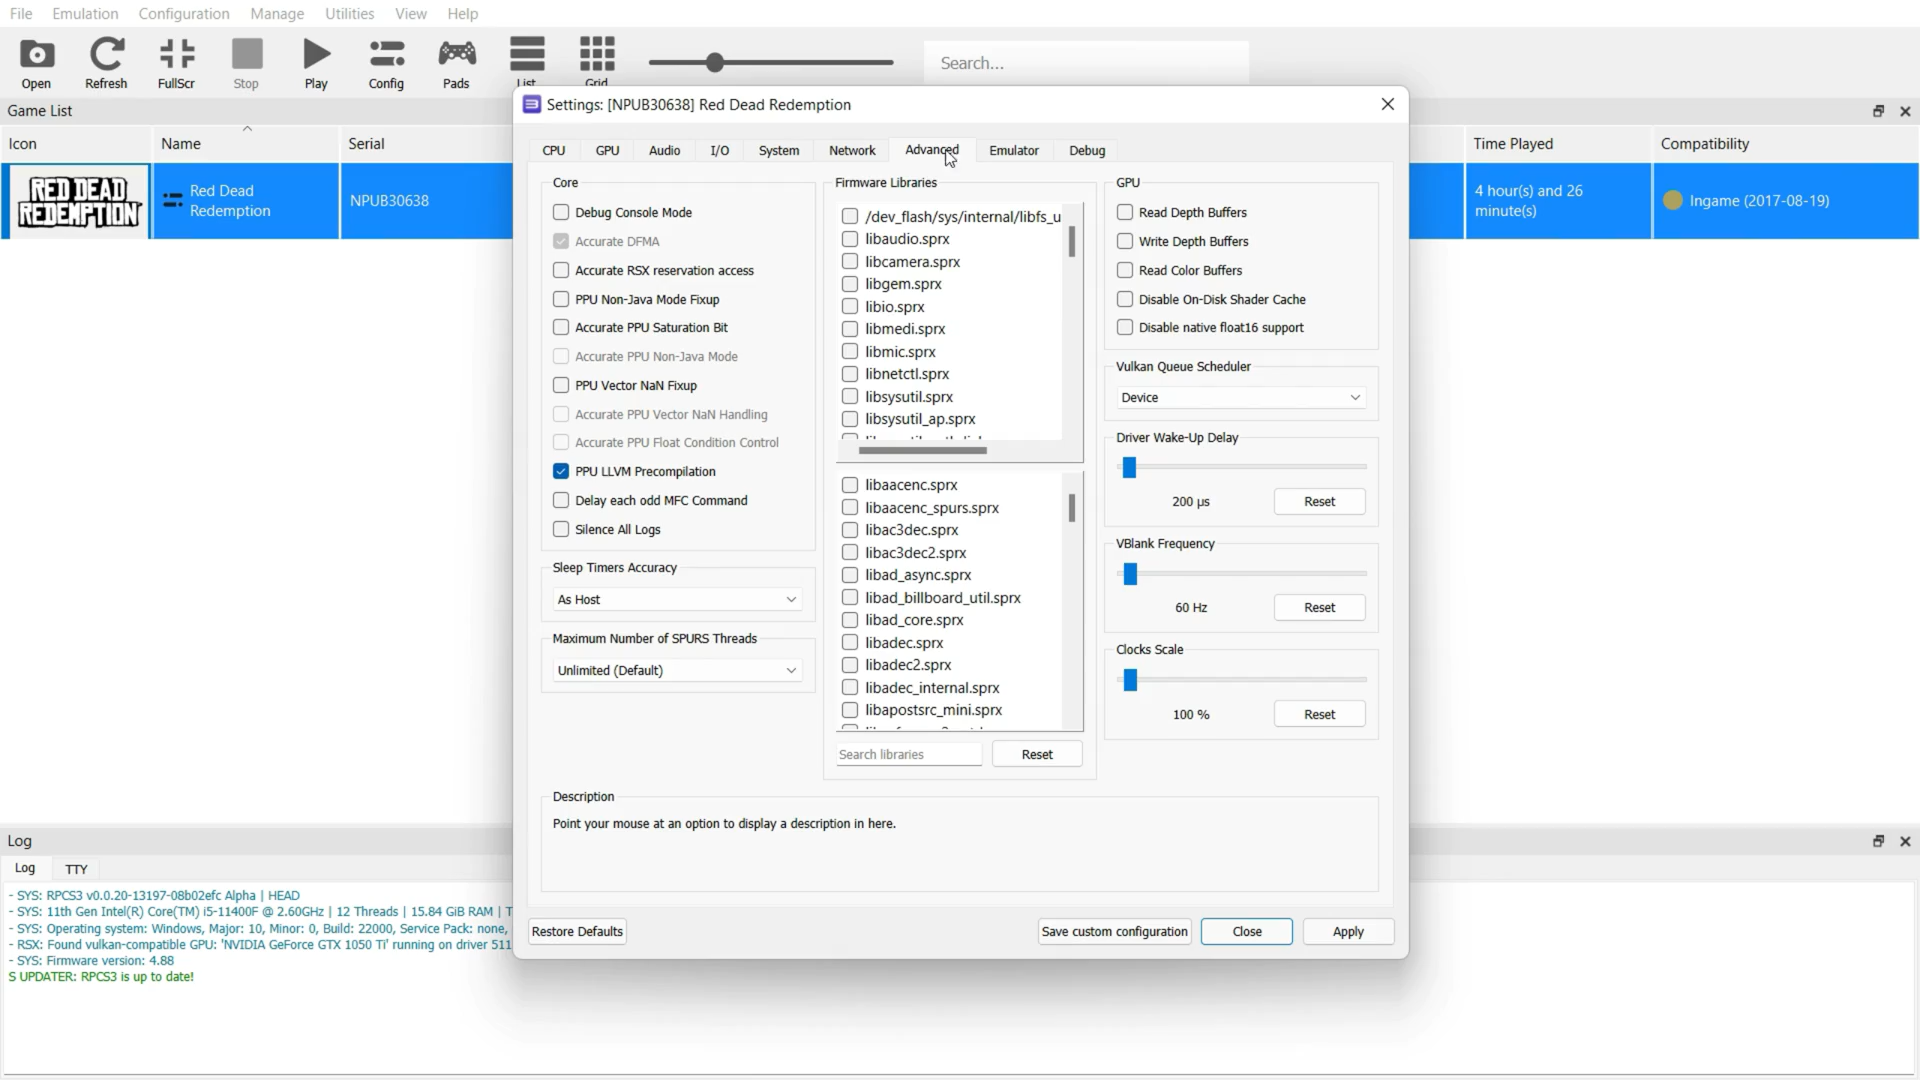 File Emulation Configuration Manage Utilities View Help
Open Refresh FullScr Stop Play Config Pads List Grid
Search...
Game List
Icon Name Serial Time Played Compatibility
RED DEAD
REDEMPTION
Red Dead
Redemption
NPUB30638
4 hour(s) and 26
minute(s)
Ingame (2017-08-19)
Settings: [NPUB30638] Red Dead Redemption
CPU GPU Audio I/O System Network Advanced Emulator Debug
Core
Debug Console Mode
Accurate DFMA
Accurate RSX reservation access
PPU Non-Java Mode Fixup
Accurate PPU Saturation Bit
Accurate PPU Non-Java Mode
PPU Vector NaN Fixup
Accurate PPU Vector NaN Handling
Accurate PPU Float Condition Control
PPU LLVM Precompilation
Delay each odd MFC Command
Silence All Logs
Sleep Timers Accuracy
As Host
Maximum Number of SPURS Threads
Unlimited (Default)
Firmware Libraries
/dev_flash/sys/internal/libfs_u
libaudio.sprx
libcamera.sprx
libgem.sprx
libio.sprx
libmedi.sprx
libmic.sprx
libnetctl.sprx
libsysutil.sprx
libsysutil_ap.sprx
libaacenc.sprx
libaacenc_spurs.sprx
libac3dec.sprx
libac3dec2.sprx
libad_async.sprx
libad_billboard_util.sprx
libad_core.sprx
libadec.sprx
libadec2.sprx
libadec_internal.sprx
libapostsrc_mini.sprx
Search libraries
Reset
GPU
Read Depth Buffers
Write Depth Buffers
Read Color Buffers
Disable On-Disk Shader Cache
Disable native float16 support
Vulkan Queue Scheduler
Device
Driver Wake-Up Delay
200 µs Reset
VBlank Frequency
60 Hz Reset
Clocks Scale
100 % Reset
Description
Point your mouse at an option to display a description in here.
Restore Defaults Save custom configuration Close Apply
Log
Log TTY
- SYS: RPCS3 v0.0.20-13197-08b02efc Alpha | HEAD
- SYS: 11th Gen Intel(R) Core(TM) i5-11400F @ 2.60GHz | 12 Threads | 15.84 GiB RAM | T
- SYS: Operating system: Windows, Major: 10, Minor: 0, Build: 22000, Service Pack: none,
- RSX: Found vulkan-compatible GPU: 'NVIDIA GeForce GTX 1050 Ti' running on driver 511
- SYS: Firmware version: 4.88
S UPDATER: RPCS3 is up to date!